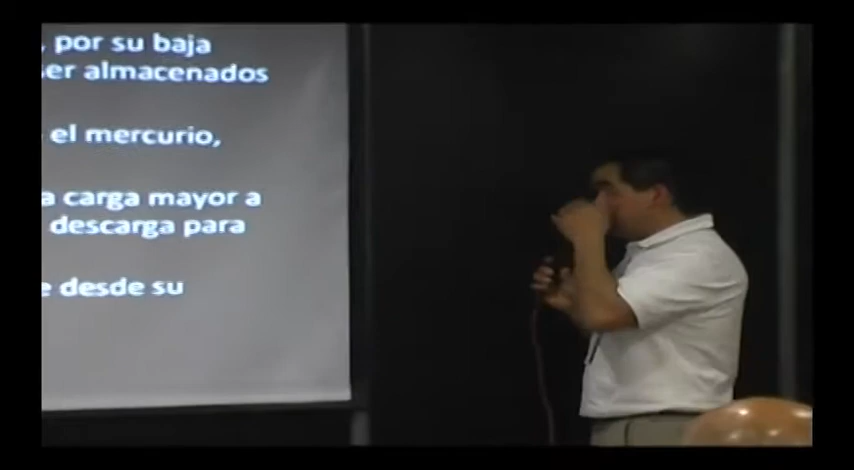 , por su baja
ser almacenados
el mercurio,
a carga mayor a
descarga para
e desde su